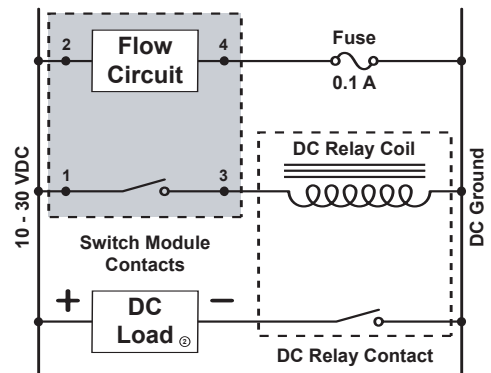 2
Flow
Circuit
4
Fuse
0.1 A
10 - 30 VDC
DC Ground
DC Relay Coil
1
3
Switch Module
Contacts
+
DC
Load ②
−
DC Relay Contact